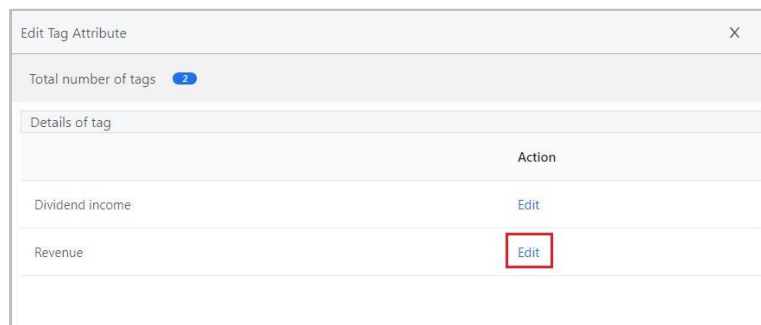 Edit Tag Attribute X
Total number of tags 2
Details of tag
Action
Dividend income Edit
Revenue Edit